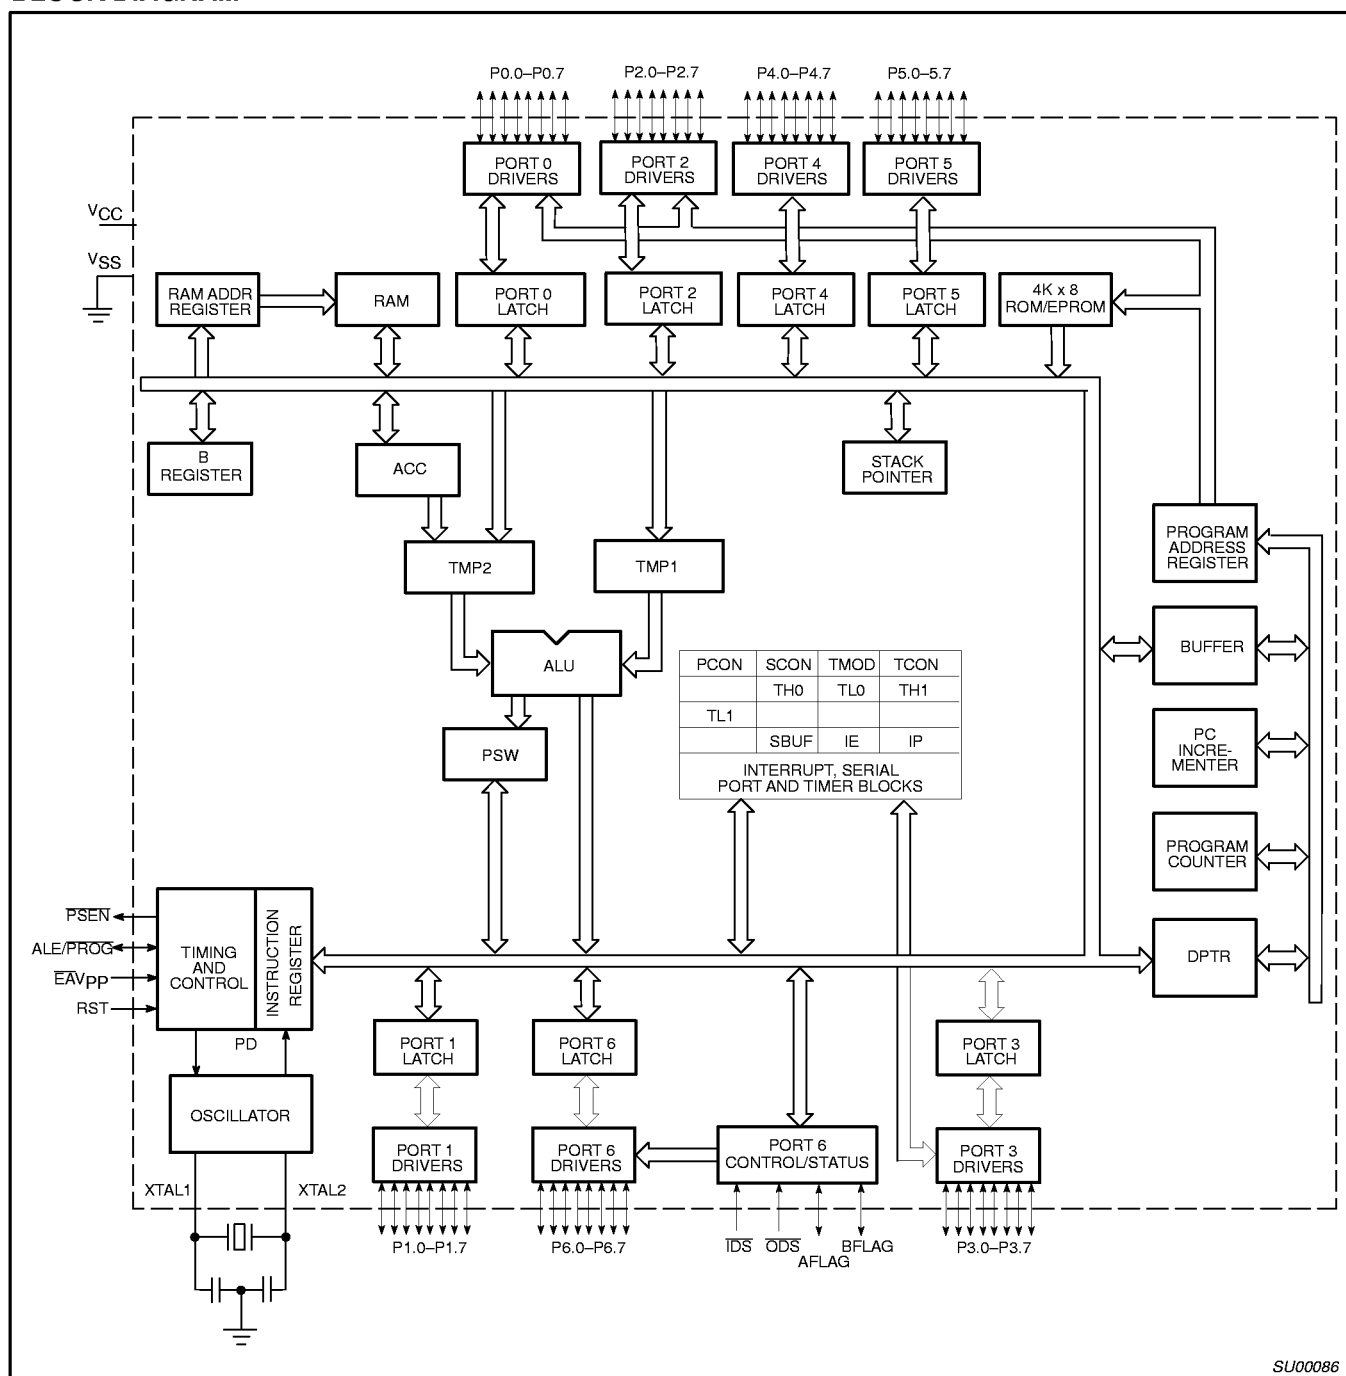 P0.0–P0.7
P2.0–P2.7
P4.0–P4.7
P5.0–5.7
PORT 0
DRIVERS
PORT 2
DRIVERS
PORT 4
DRIVERS
PORT 5
DRIVERS
VCC
VSS
RAM ADDR
REGISTER
RAM
PORT 0
LATCH
PORT 2
LATCH
PORT 4
LATCH
PORT 5
LATCH
4K x 8
ROM/EPROM
B
REGISTER
ACC
STACK
POINTER
TMP2
TMP1
PROGRAM
ADDRESS
REGISTER
ALU
BUFFER
PCON SCON TMOD TCON
TH0 TL0 TH1
TL1
SBUF IE IP
INTERRUPT, SERIAL
PORT AND TIMER BLOCKS
PSW
PC
INCRE-
MENTER
PROGRAM
COUNTER
DPTR
PSEN
ALE/PROG
EAVPP
RST
TIMING
AND
CONTROL
INSTRUCTION
REGISTER
PD
OSCILLATOR
PORT 1
LATCH
PORT 6
LATCH
PORT 3
LATCH
PORT 1
DRIVERS
PORT 6
DRIVERS
PORT 6
CONTROL/STATUS
PORT 3
DRIVERS
XTAL1
XTAL2
P1.0–P1.7
P6.0–P6.7
IDS
ODS
AFLAG
BFLAG
P3.0–P3.7
SU00086